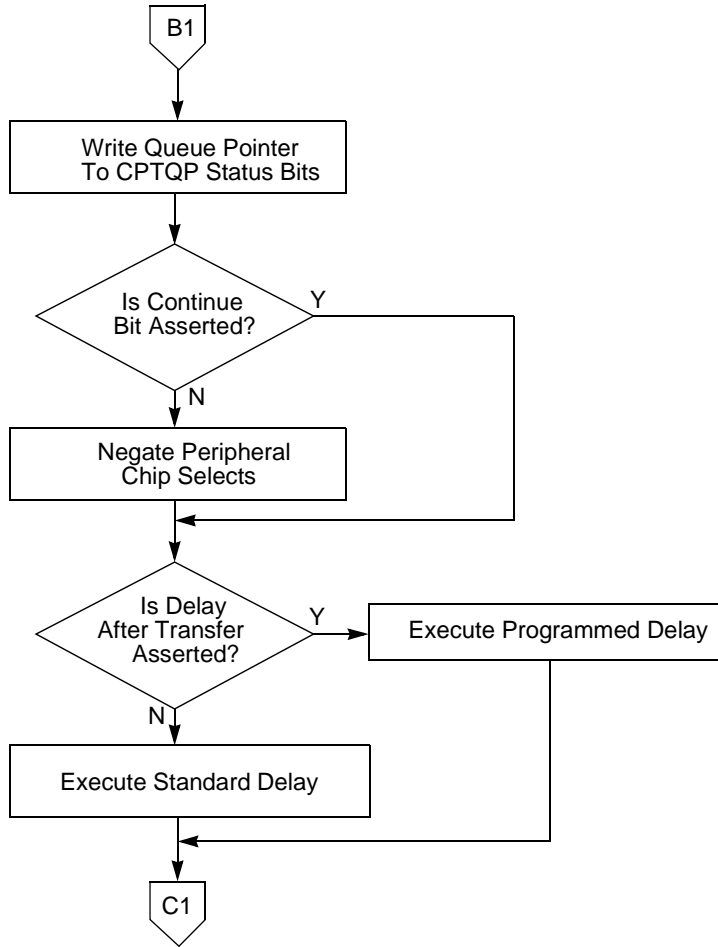 B1
Write Queue Pointer
To CPTQP Status Bits
Is Continue
Bit Asserted?
Y
N
Negate Peripheral
Chip Selects
Is Delay
After Transfer
Asserted?
Y
Execute Programmed Delay
N
Execute Standard Delay
C1